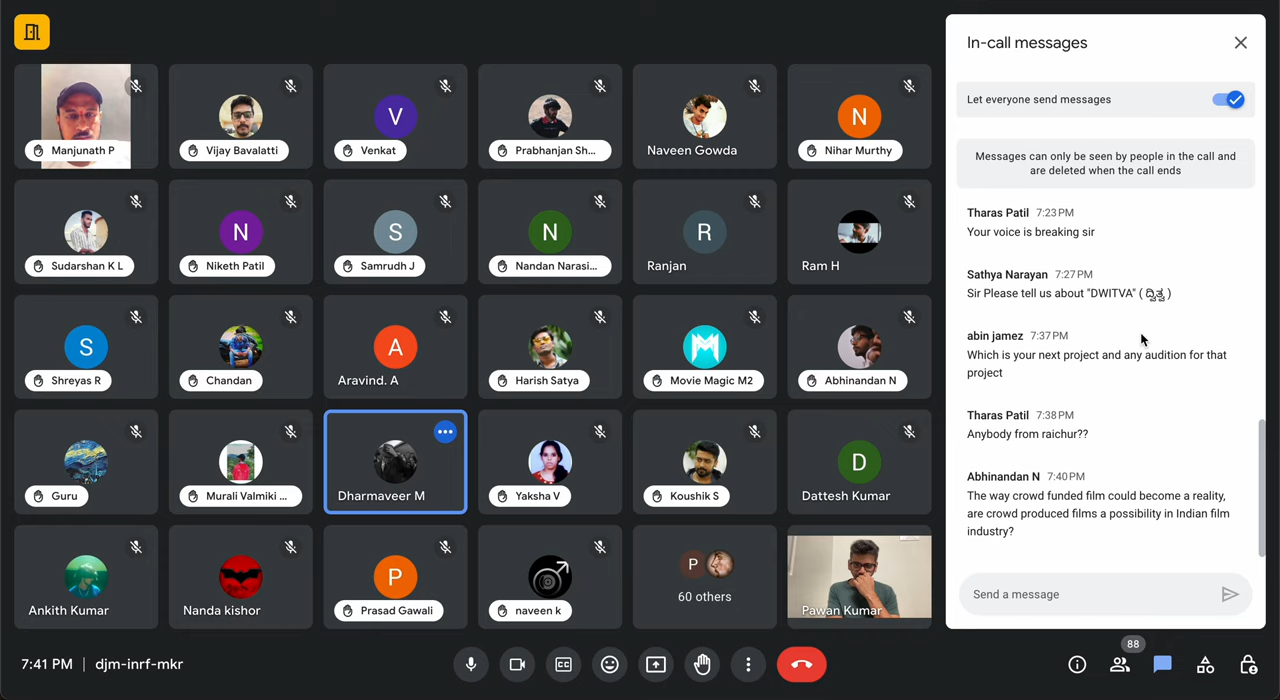 Manjunath P
Vijay Bavalatti
V
Venkat
Prabhanjan Sh...
Naveen Gowda
N
Nihar Murthy
Sudarshan K L
N
Niketh Patil
S
Samrudh J
N
Nandan Narasi...
R
Ranjan
Ram H
S
Shreyas R
Chandan
A
Aravind. A
Harish Satya
M
Movie Magic M2
Abhinandan N
Guru
Murali Valmiki ...
Dharmaveer M
Yaksha V
Koushik S
D
Dattesh Kumar
Ankith Kumar
Nanda kishor
P
Prasad Gawali
naveen k
P
60 others
Pawan Kumar
7:41 PM | djm-inrf-mkr
CC
88
In-call messages
Let everyone send messages
Messages can only be seen by people in the call and
are deleted when the call ends
Tharas Patil 7:23 PM
Your voice is breaking sir
Sathya Narayan 7:27 PM
Sir Please tell us about "DWITVA" ( ದ್ವಿತ್ವ )
abin jamez 7:37 PM
Which is your next project and any audition for that
project
Tharas Patil 7:38 PM
Anybody from raichur??
Abhinandan N 7:40 PM
The way crowd funded film could become a reality,
are crowd produced films a possibility in Indian film
industry?
Send a message